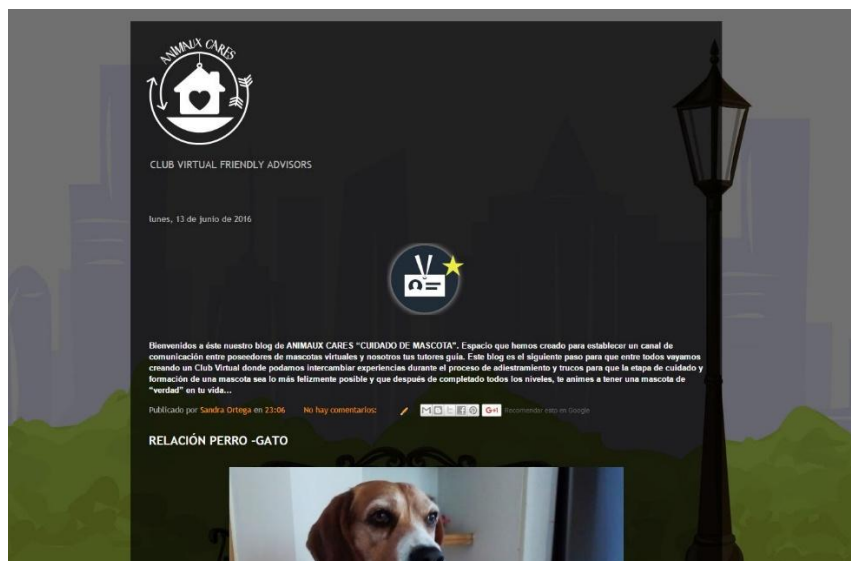 ANIMAUX CARES
CLUB VIRTUAL FRIENDLY ADVISORS
lunes, 13 de junio de 2016
Bienvenidos a éste nuestro blog de ANIMAUX CARES "CUIDADO DE MASCOTA". Espacio que hemos creado para establecer un canal de
comunicación entre poseedores de mascotas virtuales y nosotros tus tutores guía. Este blog es el siguiente paso para que entre todos vayamos
creando un Club Virtual donde podamos intercambiar experiencias durante el proceso de adiestramiento y trucos para que la etapa de cuidado y
formación de una mascota sea lo más felizmente posible y que después de completado todos los niveles, te animes a tener una mascota de
"verdad" en tu vida...
Publicado por Sandra Ortega en 23:06 No hay comentarios: G+1 Recomendar esto en Google
RELACIÓN PERRO -GATO